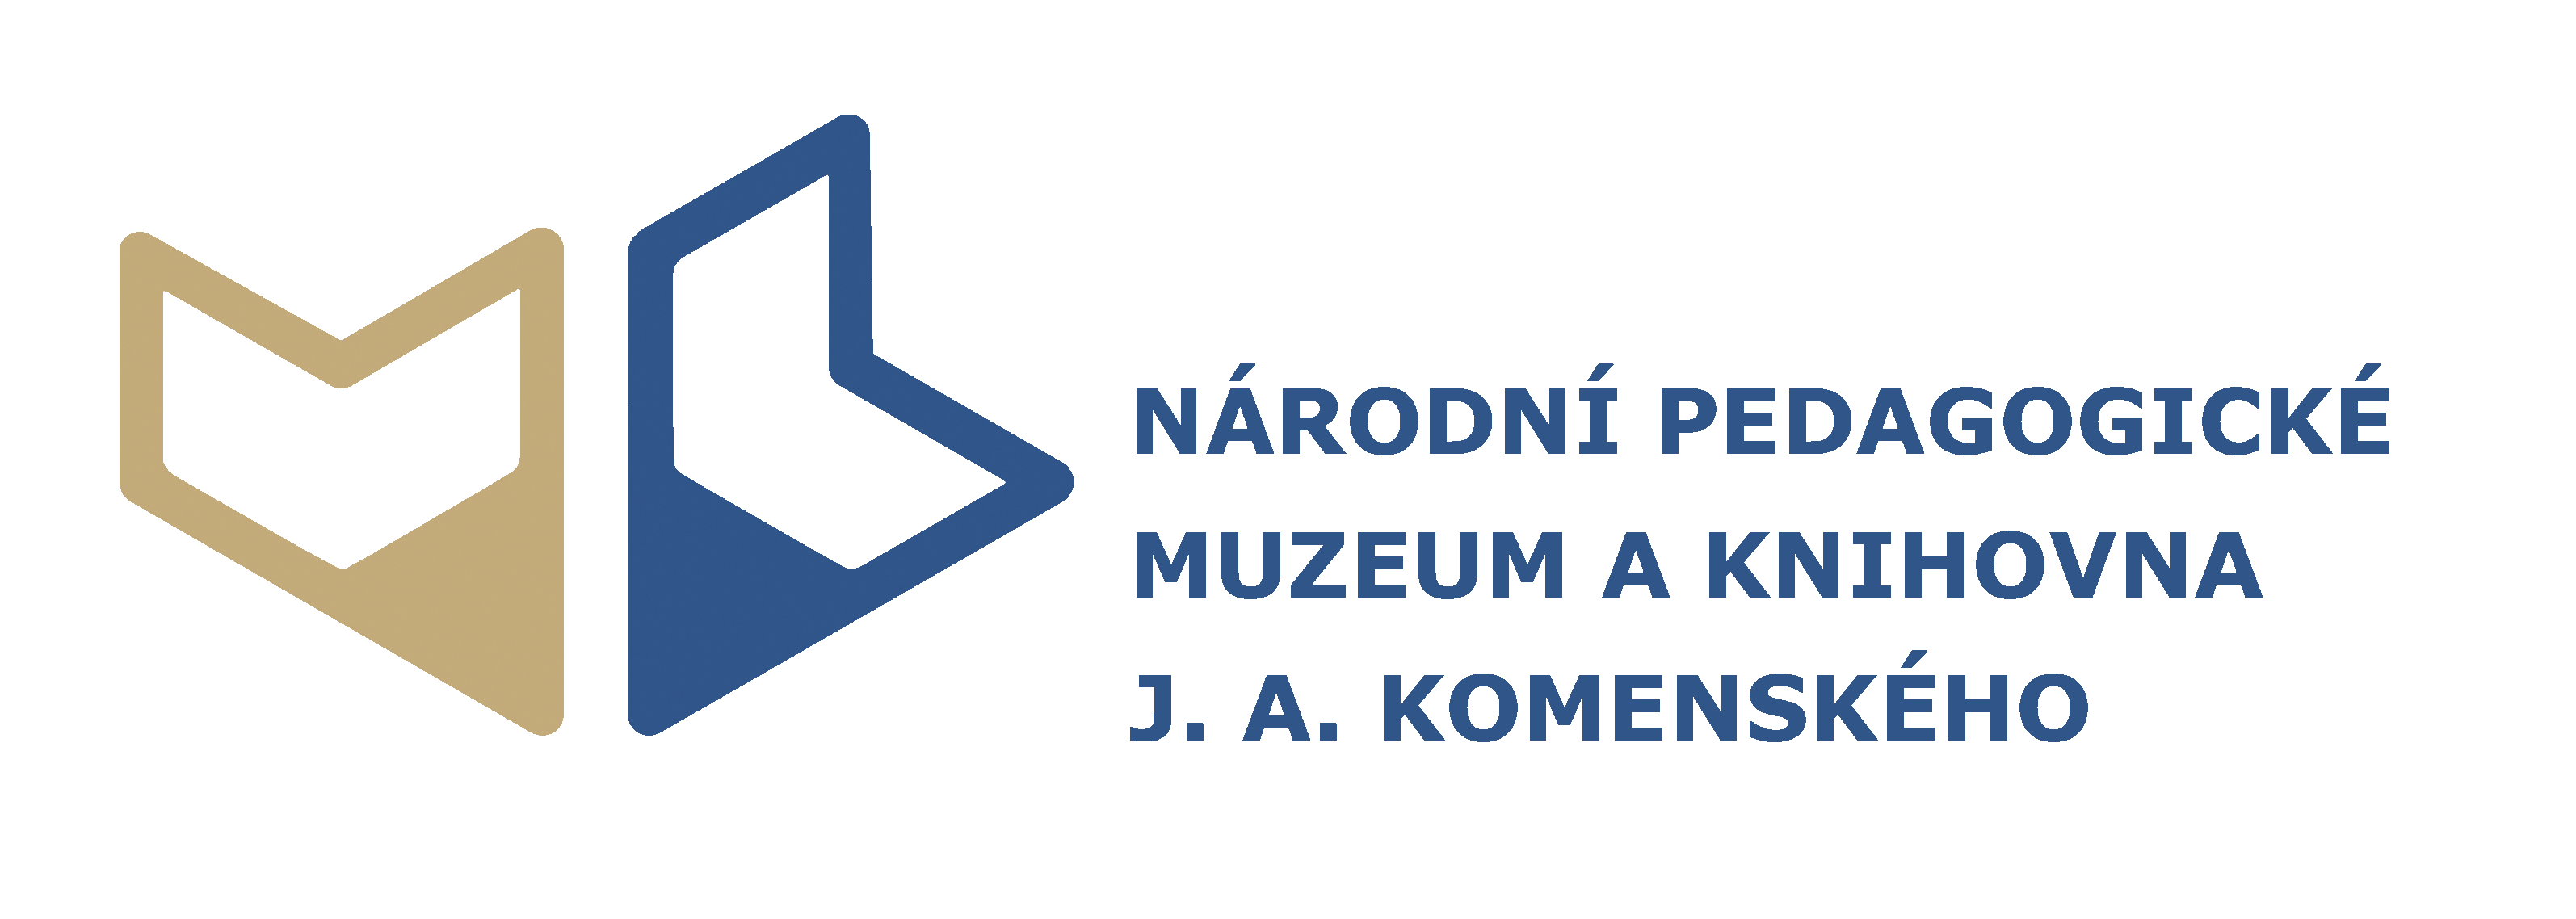 NÁRODNÍ PEDAGOGICKÉ
MUZEUM A KNIHOVNA
J. A. KOMENSKÉHO